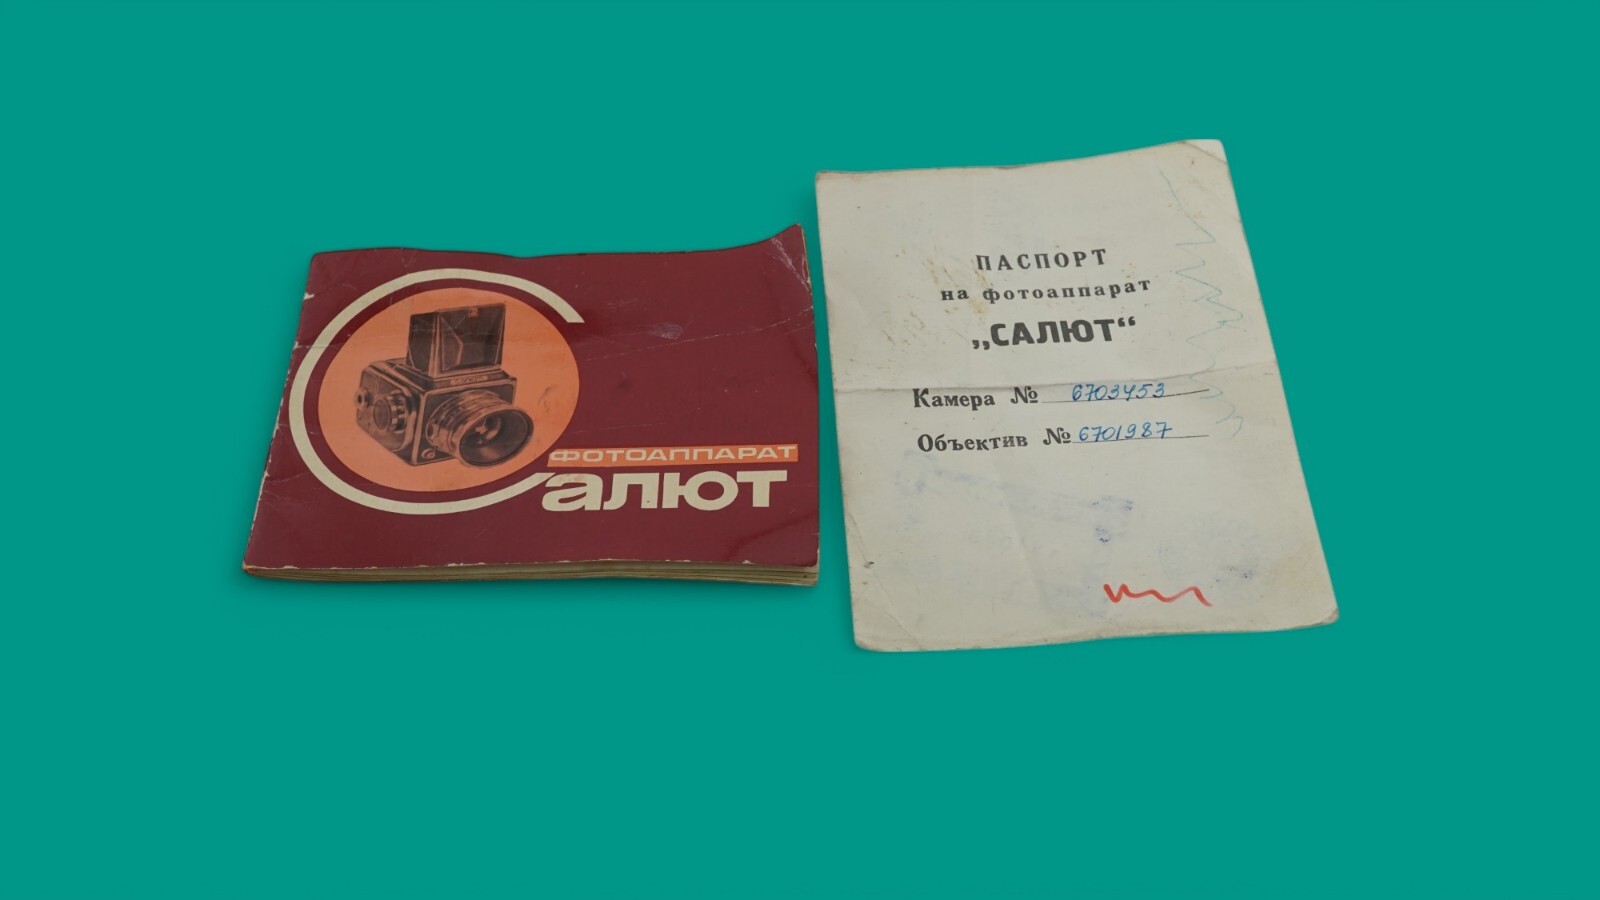 ФОТОАППАРАТ
Салют
ПАСПОРТ
на фотоаппарат
„САЛЮТ“
Камера № 6703453
Объектив № 6701987